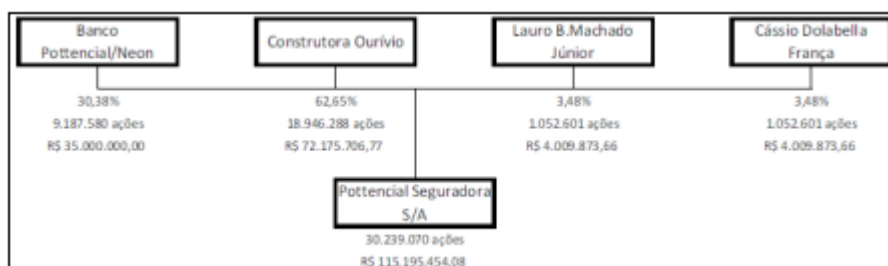 Banco
Pottencial/Neon
Construtora Ourívio
Lauro B.Machado
Júnior
Cássio Dolabella
França
30,38%
62,65%
3,48%
3,48%
9.187.580 ações
18.946.288 ações
1.052.601 ações
1.052.601 ações
R$ 35.000.000,00
R$ 72.175.706,77
R$ 4.009.873,66
R$ 4.009.873,66
Pottencial Seguradora
S/A
30.239.070 ações
R$ 115.195.454,08